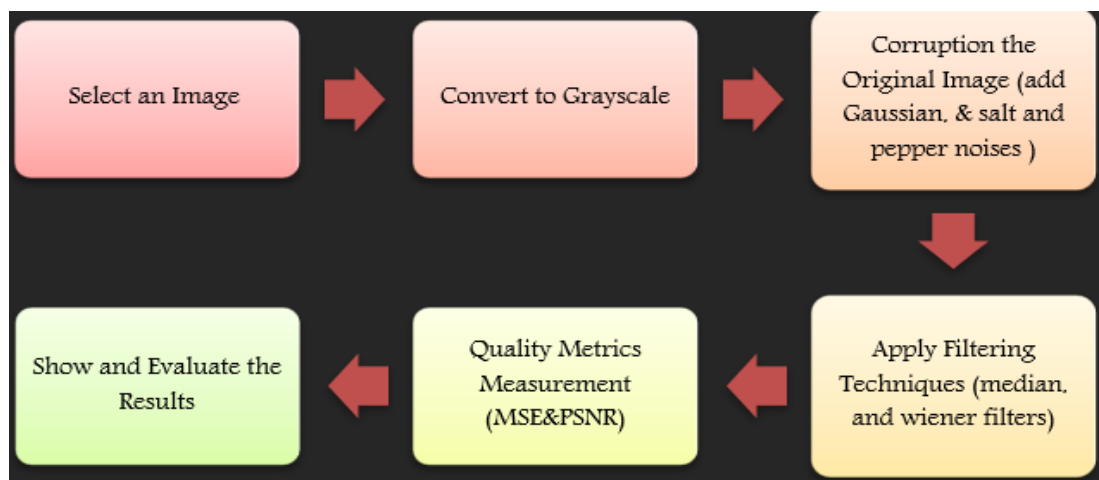 Select an Image
Convert to Grayscale
Corruption the
Original Image (add
Gaussian, & salt and
pepper noises )
Apply Filtering
Techniques (median,
and wiener filters)
Quality Metrics
Measurement
(MSE&PSNR)
Show and Evaluate the
Results